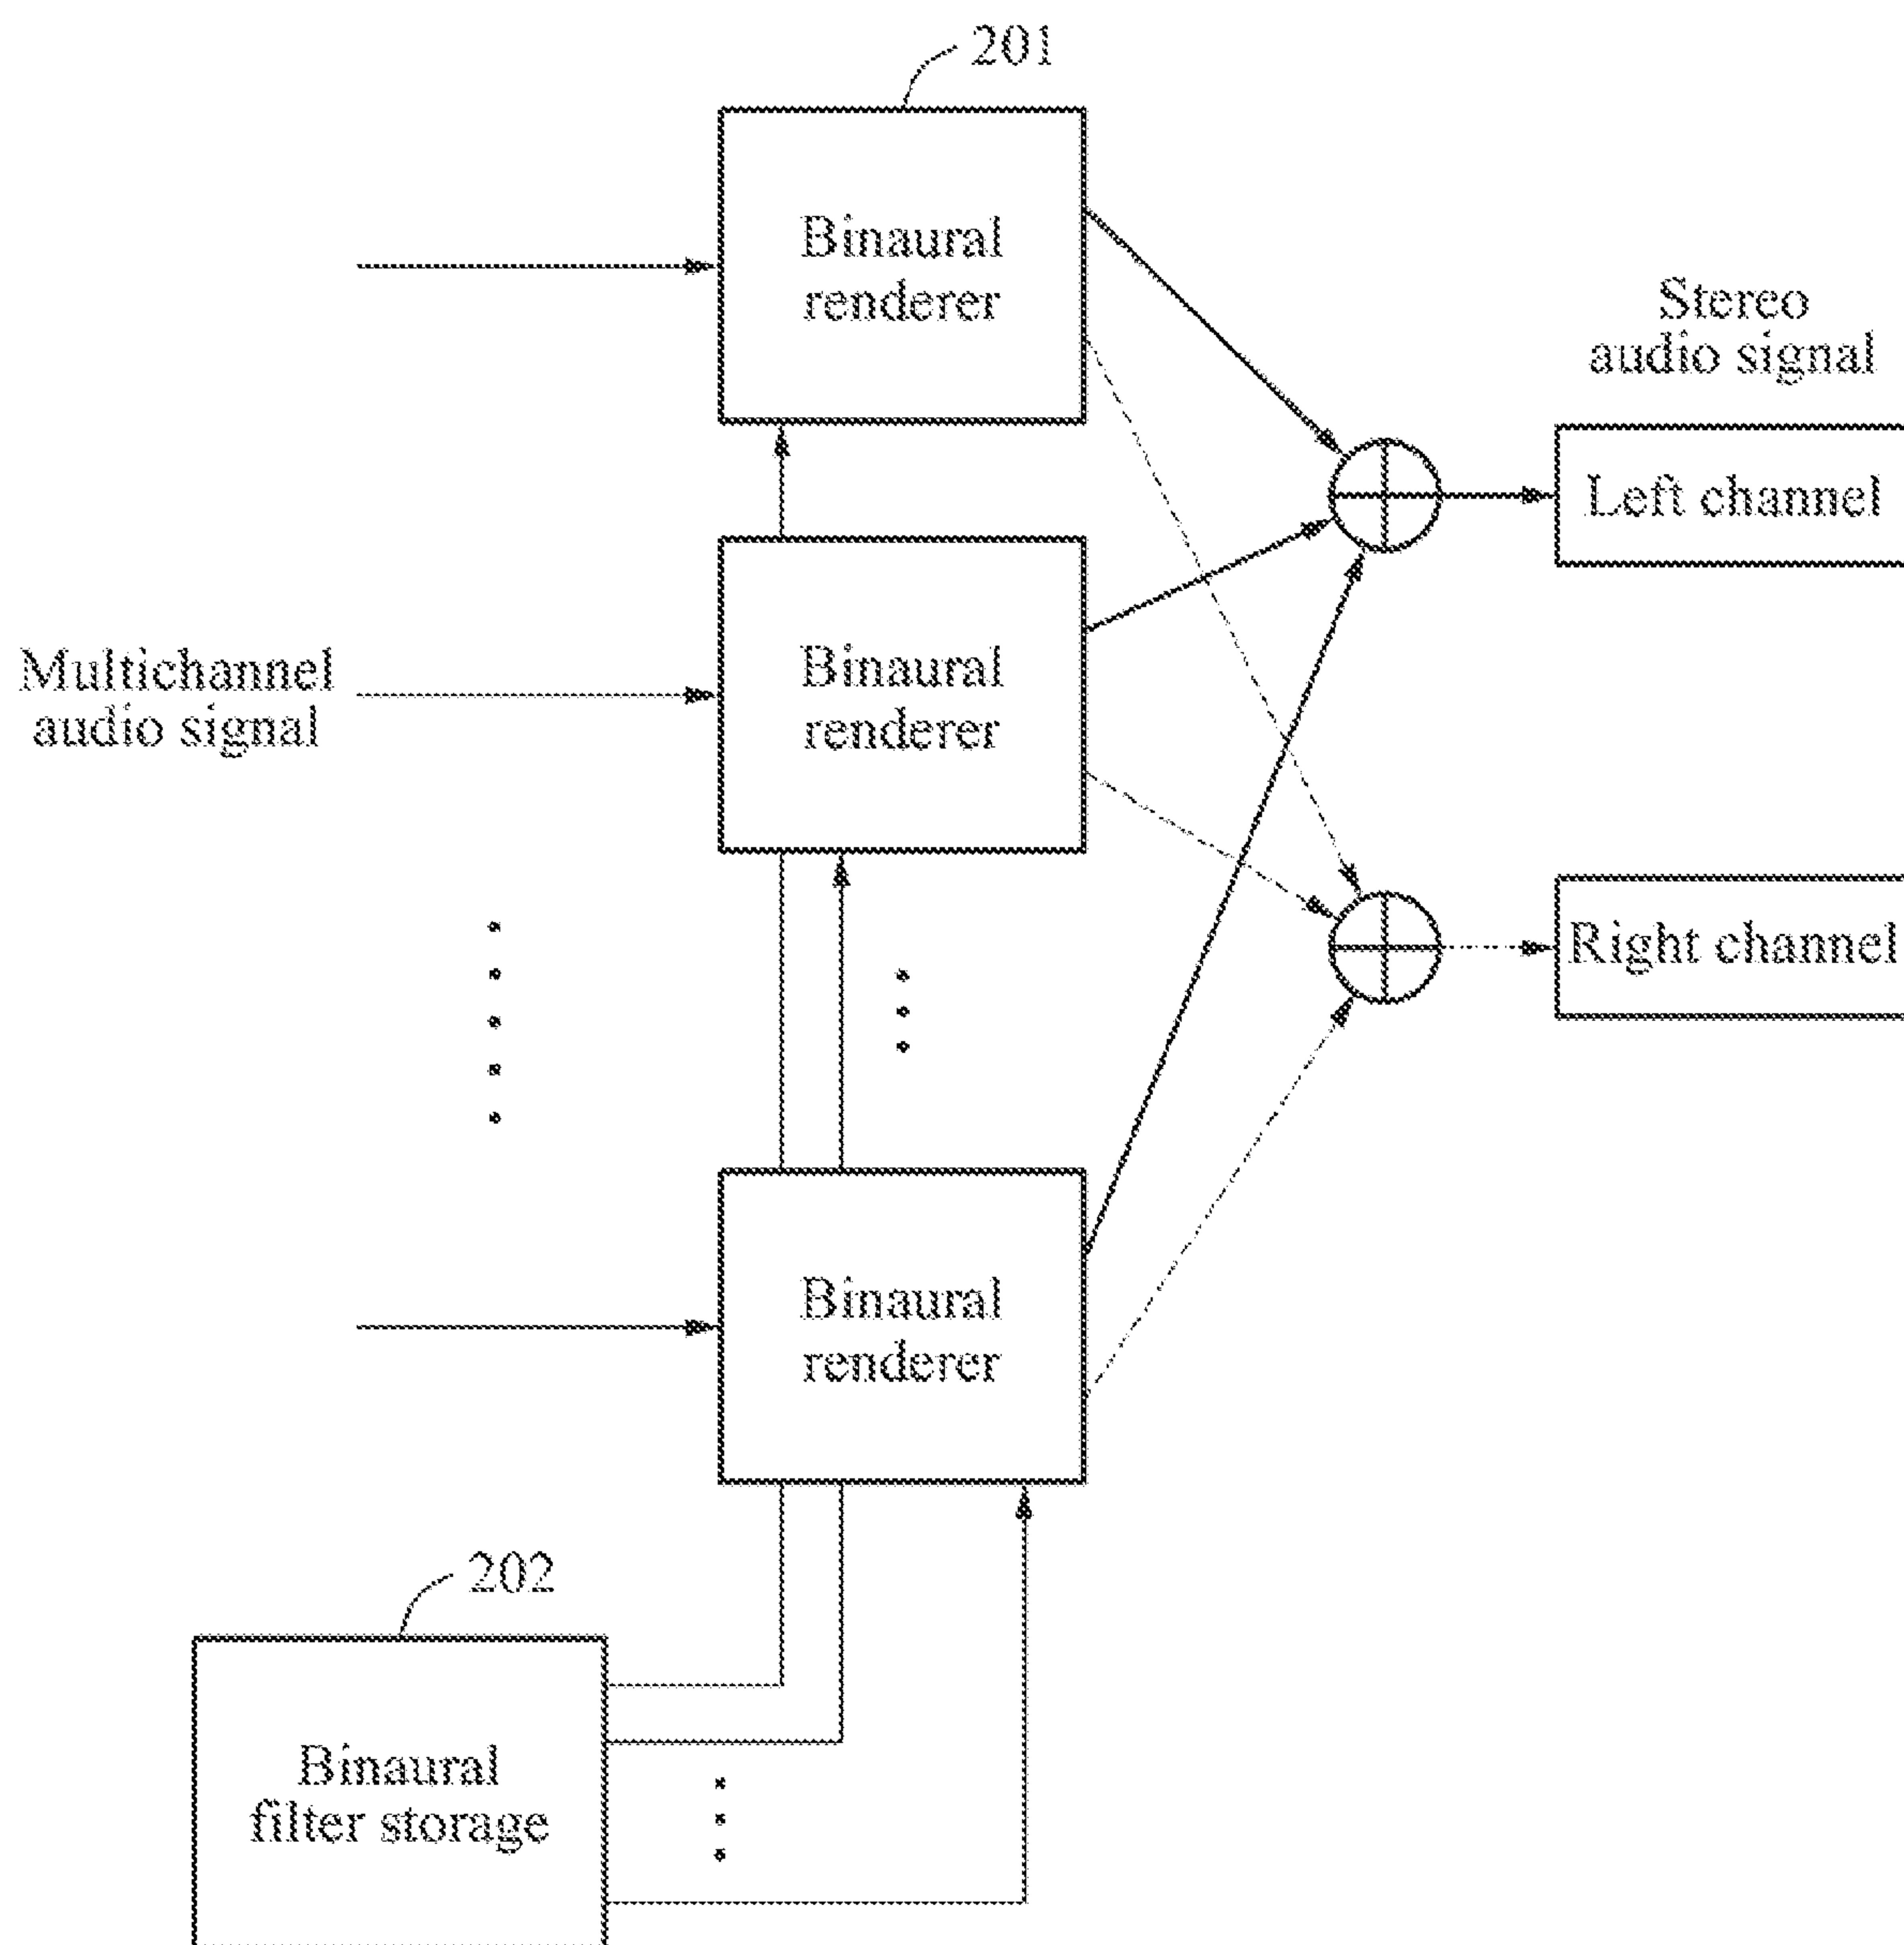 201
Binaural
renderer
Stereo
audio signal
Left channel
Multichannel
audio signal
Binaural
renderer
Right channel
Binaural
renderer
202
Binaural
filter storage